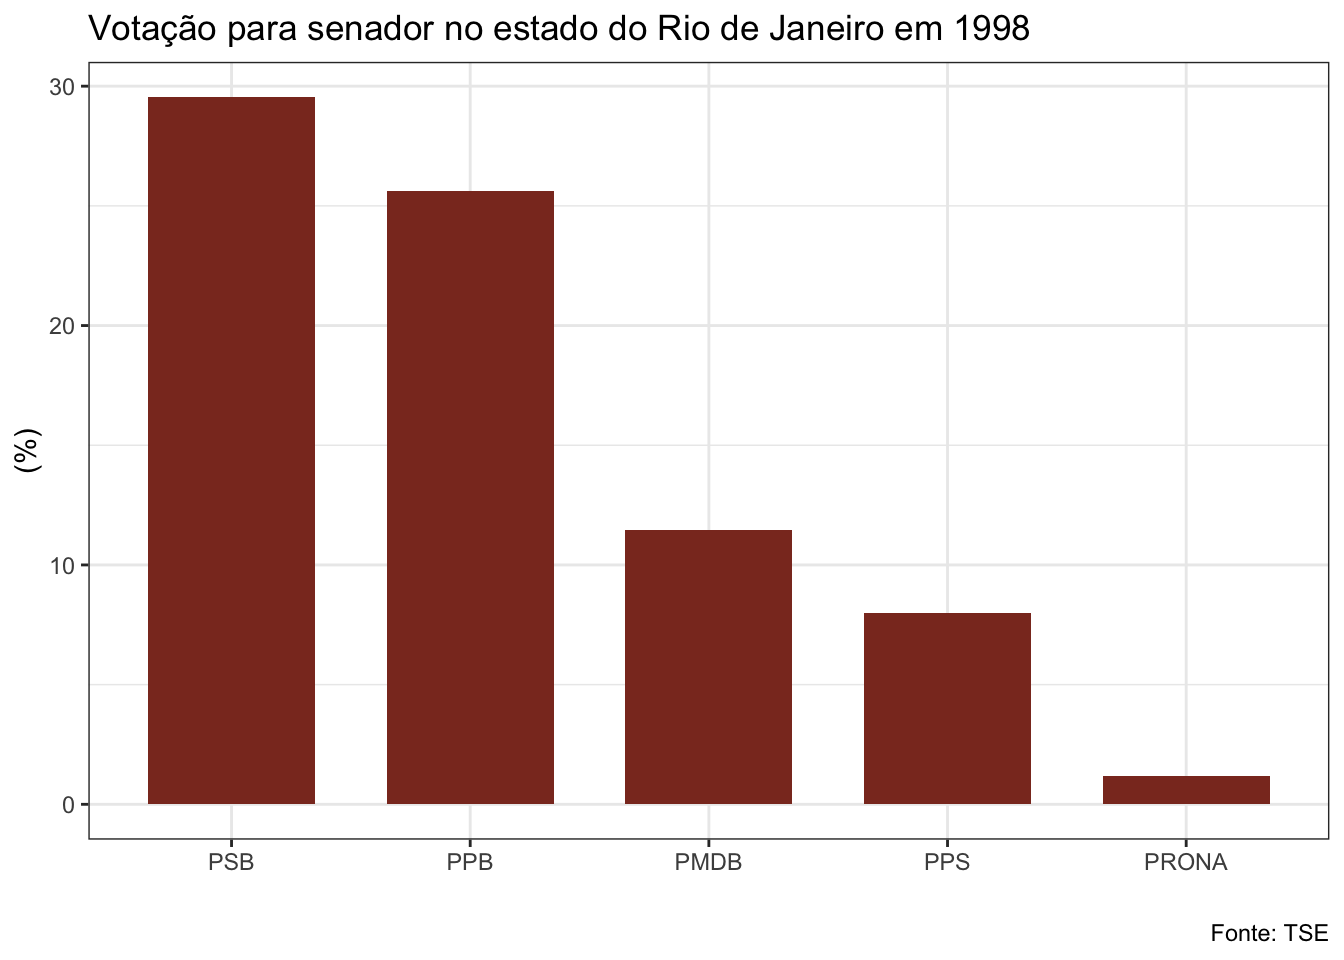 Votação para senador no estado do Rio de Janeiro em 1998
(%)
30
20
10
0
PSB PPB PMDB PPS PRONA
Fonte: TSE